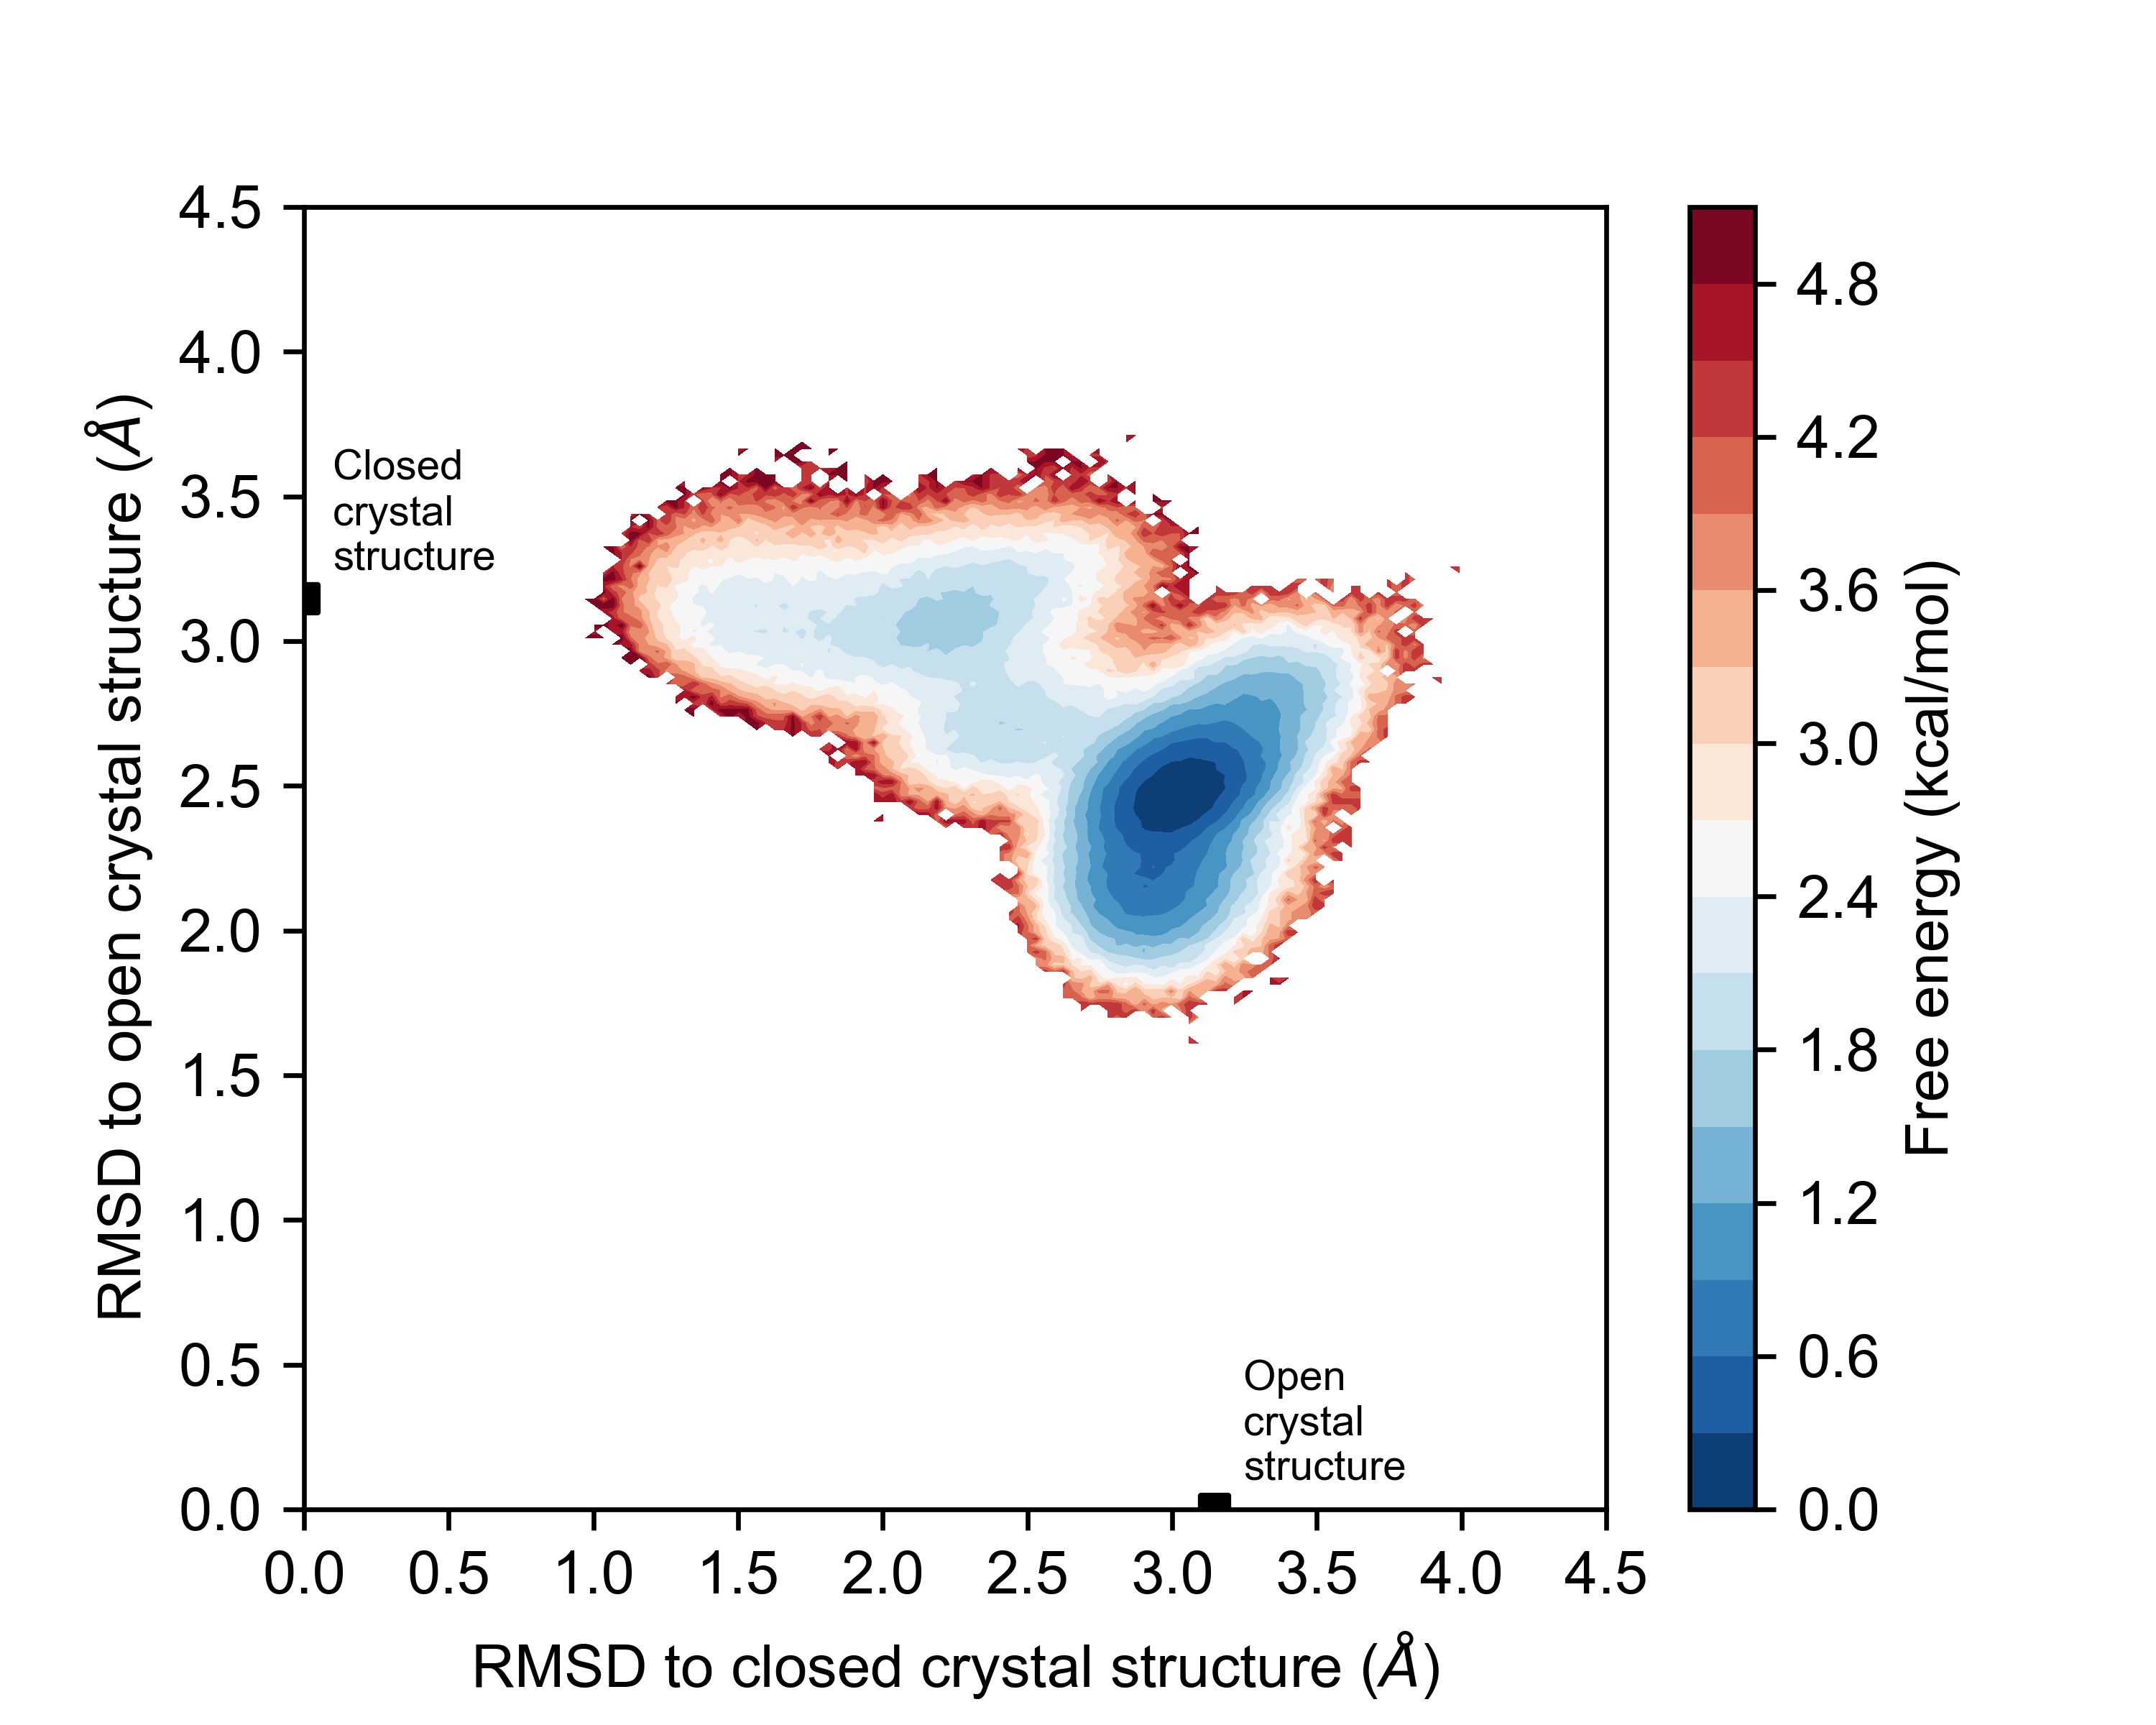 4.5
4.0
3.5
3.0
2.5
2.0
1.5
1.0
0.5
0.0
RMSD to open crystal structure (Å)
Closed
crystal
structure
Open
crystal
structure
0.0 0.5 1.0 1.5 2.0 2.5 3.0 3.5 4.0 4.5
RMSD to closed crystal structure (Å)
4.8
4.2
3.6
3.0
2.4
1.8
1.2
0.6
0.0
Free energy (kcal/mol)